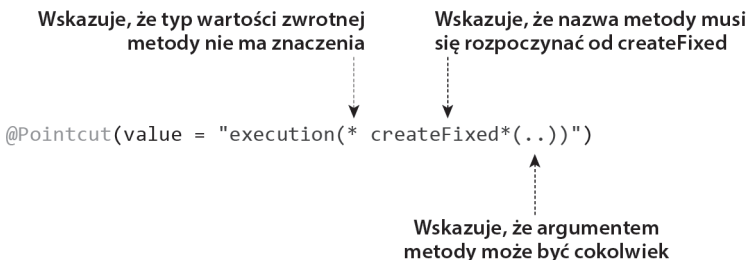 Wskazuje, że typ wartości zwrotnej
metody nie ma znaczenia
Wskazuje, że nazwa metody musi
się rozpoczynać od createFixed
@Pointcut(value = "execution(* createFixed*(..))")
Wskazuje, że argumentem
metody może być cokolwiek